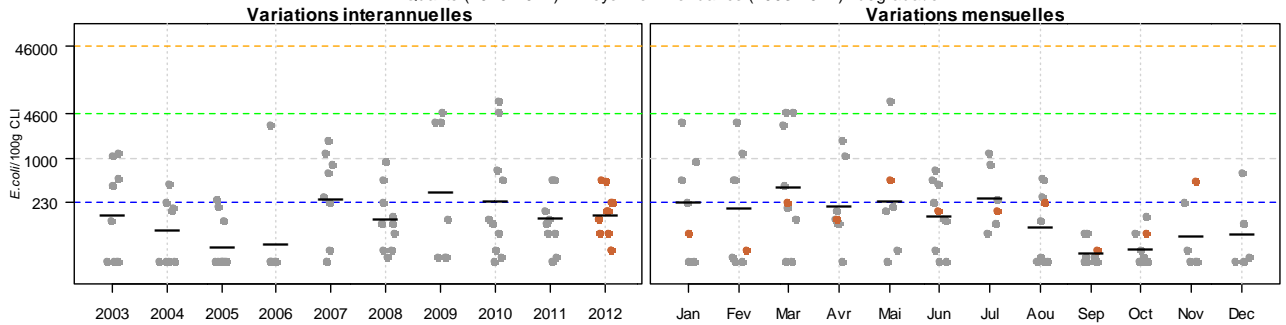 Variations interannuelles
Variations mensuelles
E.coli/100g CLI
46000
4600
1000
230
2003 2004 2005 2006 2007 2008 2009 2010 2011 2012
Jan Fev Mar Avr Mai Jun Jul Aou Sep Oct Nov Dec